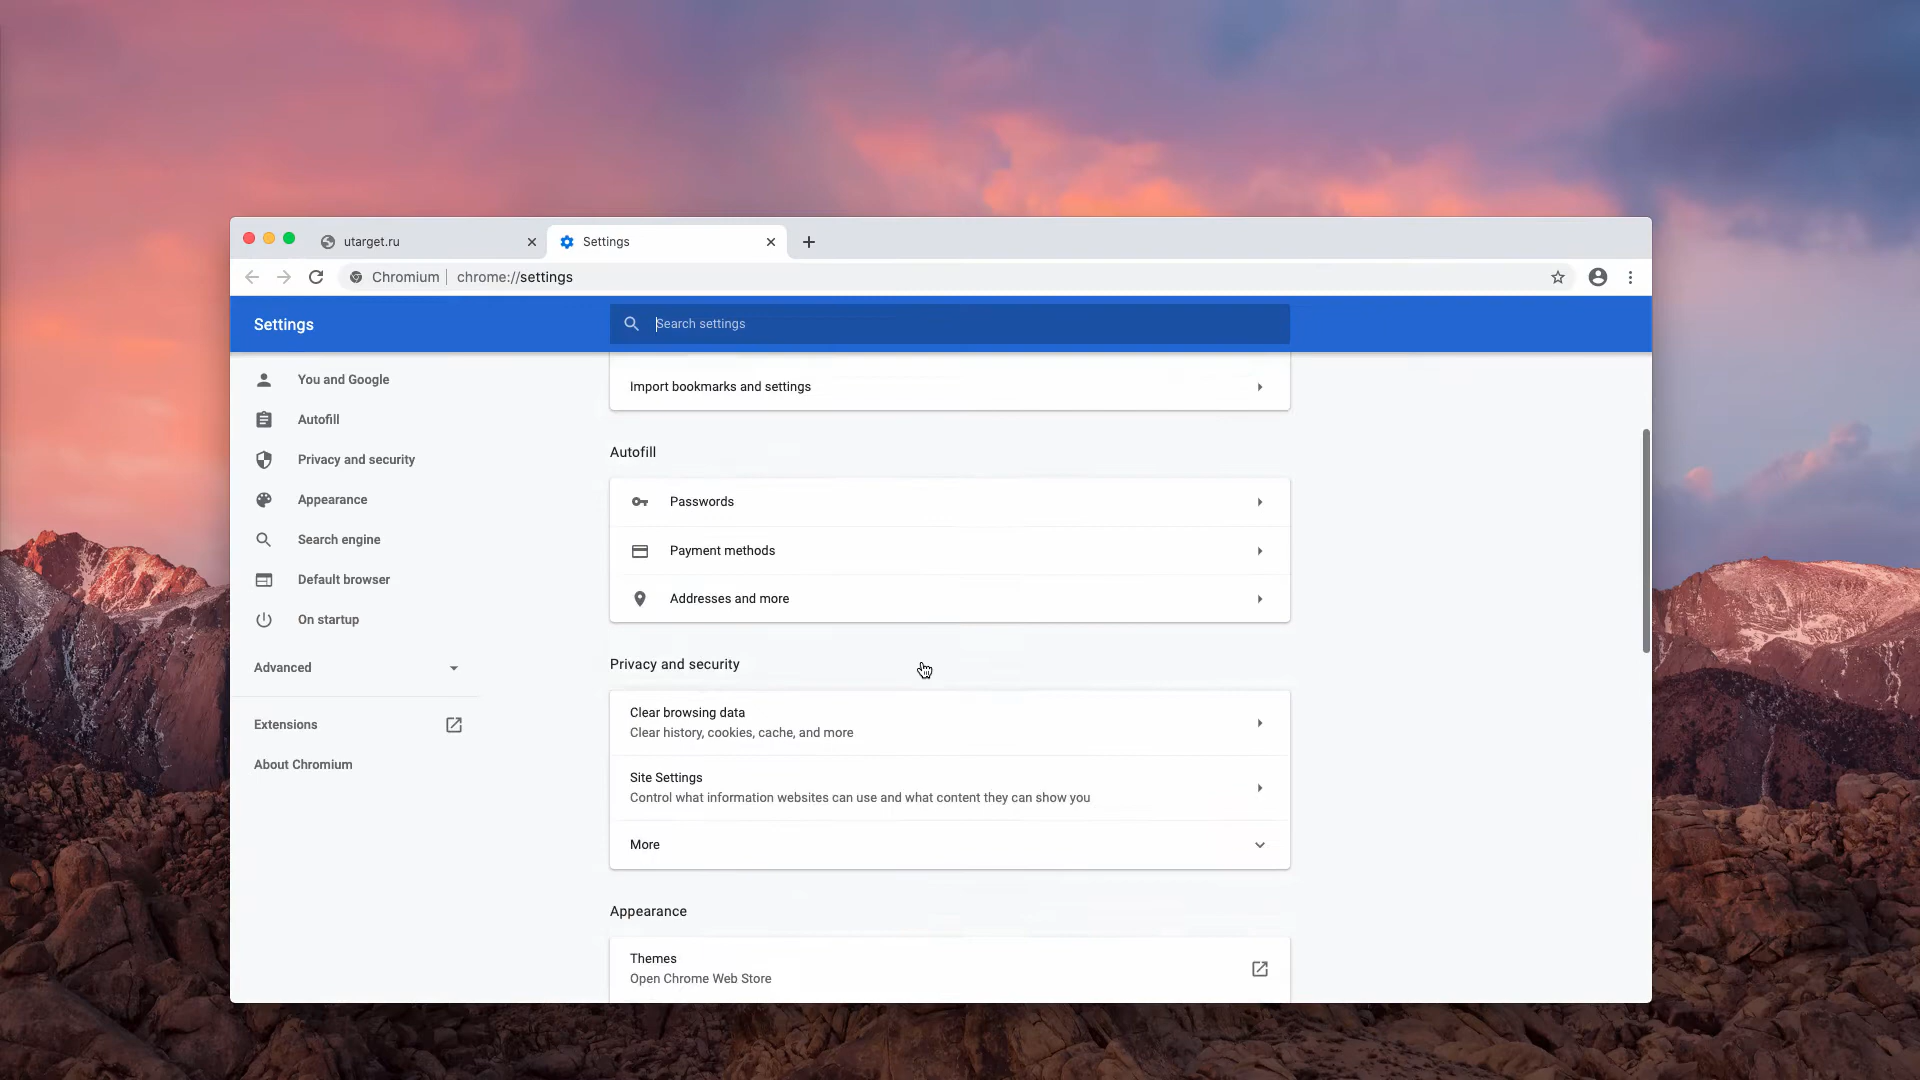 utarget.ru
Settings
Chromium
chrome://settings
Settings
Search settings
You and Google
Autofill
Privacy and security
Appearance
Search engine
Default browser
On startup
Advanced
Extensions
About Chromium
Import bookmarks and settings
Autofill
Passwords
Payment methods
Addresses and more
Privacy and security
Clear browsing data
Clear history, cookies, cache, and more
Site Settings
Control what information websites can use and what content they can show you
More
Appearance
Themes
Open Chrome Web Store